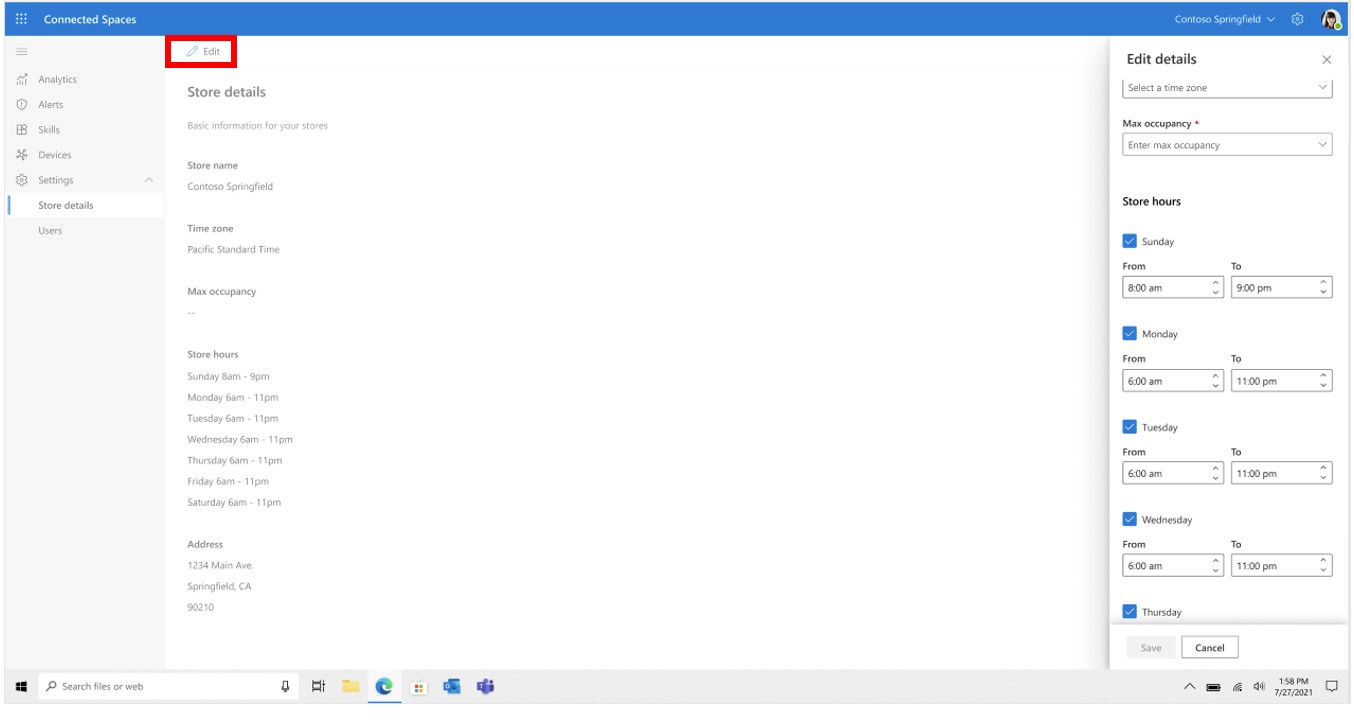 Connected Spaces
Contoso Springfield
Edit
Analytics
Alerts
Skills
Devices
Settings
Store details
Users
Store details
Basic information for your stores
Store name
Contoso Springfield
Time zone
Pacific Standard Time
Max occupancy
--
Store hours
Sunday 8am - 9pm
Monday 6am - 11pm
Tuesday 6am - 11pm
Wednesday 6am - 11pm
Thursday 6am - 11pm
Friday 6am - 11pm
Saturday 6am - 11pm
Address
1234 Main Ave.
Springfield, CA
90210
Edit details
Select a time zone
Max occupancy *
Enter max occupancy
Store hours
Sunday
From To
8:00 am 9:00 pm
Monday
From To
6:00 am 11:00 pm
Tuesday
From To
6:00 am 11:00 pm
Wednesday
From To
6:00 am 11:00 pm
Thursday
Save Cancel
Search files or web
1:58 PM
7/27/2021